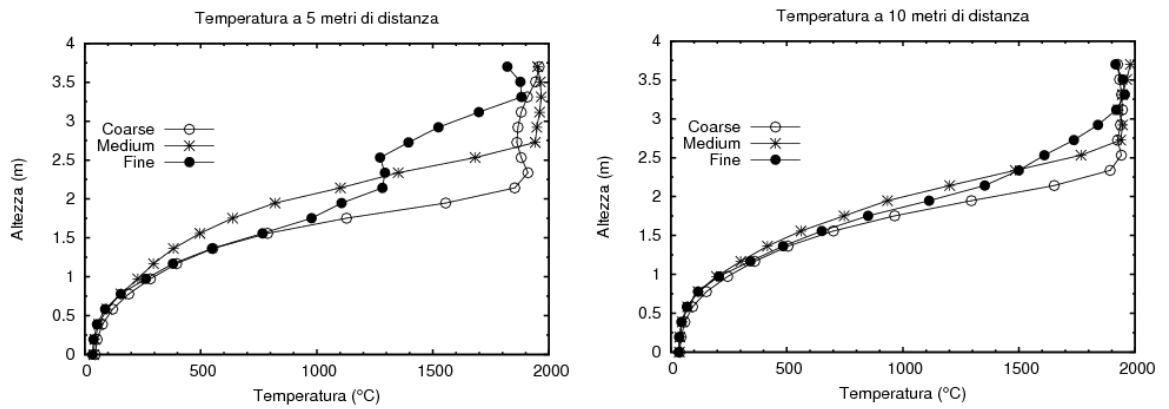 Temperatura a 5 metri di distanza
4
3.5
3
2.5
2
1.5
1
0.5
0
Altezza (m)
Coarse
Medium
Fine
0 500 1000 1500 2000
Temperatura (°C)
Temperatura a 10 metri di distanza
4
3.5
3
2.5
2
1.5
1
0.5
0
Altezza (m)
Coarse
Medium
Fine
0 500 1000 1500 2000
Temperatura (°C)